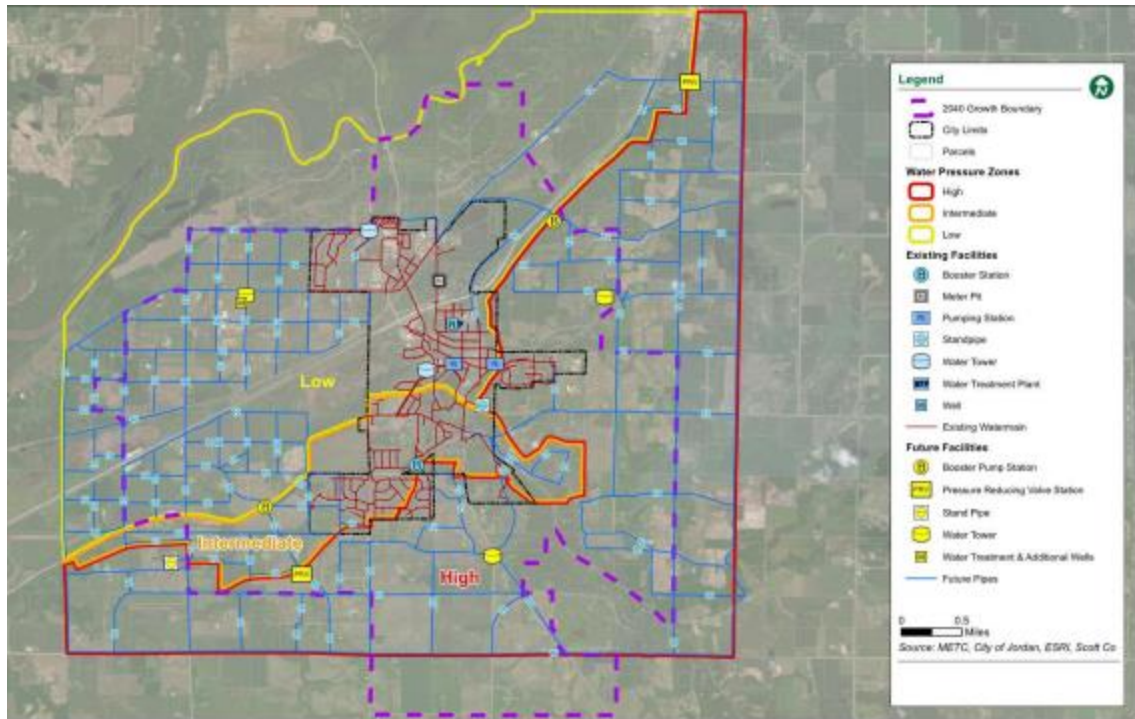 Legend
2040 Growth Boundary
City Limits
Parcels
Water Pressure Zones
High
Intermediate
Low
Existing Facilities
Booster Station
Meter Pit
Pumping Station
Standpipe
Water Tower
Water Treatment Plant
Well
Existing Watermain
Future Facilities
Booster Pump Station
Pressure Reducing Valve Station
Stand Pipe
Water Tower
Water Treatment & Additional Wells
Future Pipes
0 0.5
Miles
Source: METC, City of Jordan, ESRI, Scott Co
PRV
Low
Intermediate
PRV
High